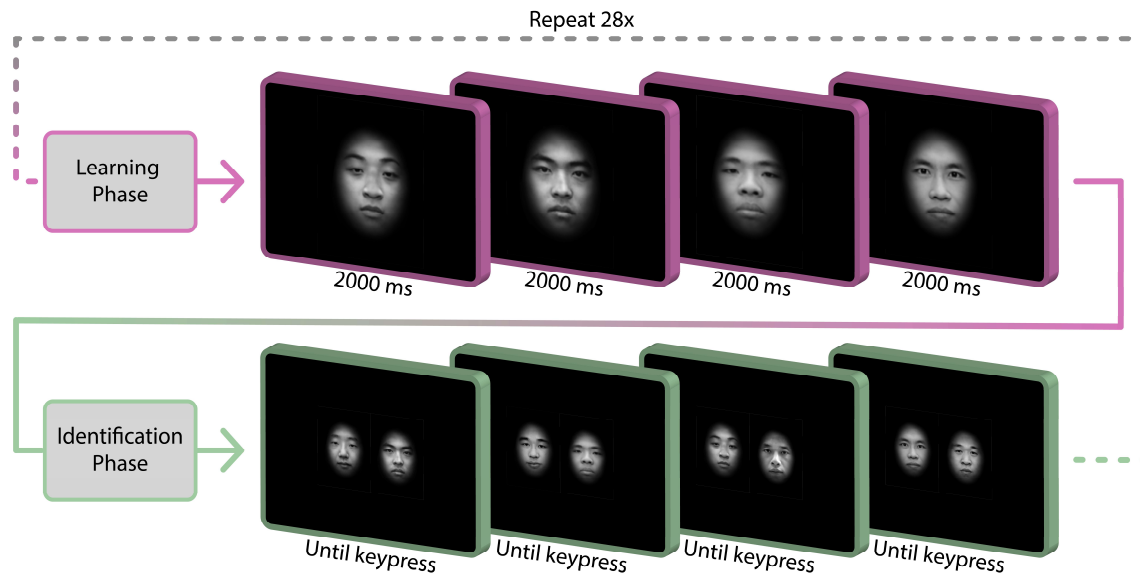 Repeat 28x
Learning
Phase
2000 ms
2000 ms
2000 ms
2000 ms
Identification
Phase
Until keypress
Until keypress
Until keypress
Until keypress